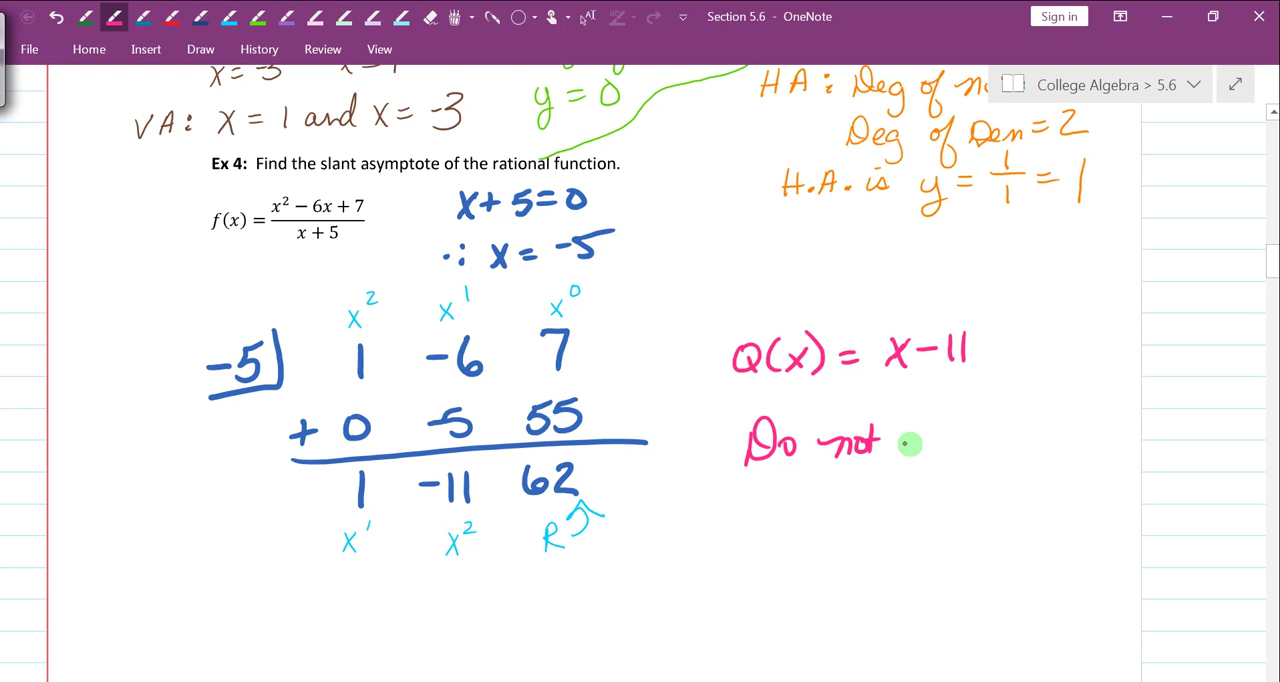 Section 5.6 - OneNote
Sign in
File Home Insert Draw History Review View
College Algebra > 5.6
x = -3
y = 0
VA: x = 1 and x = -3
HA: Deg of
Deg of Den = 2
H.A. is y = 1/1 = 1
Ex 4: Find the slant asymptote of the rational function.
f(x) = (x² − 6x + 7)/(x + 5)
x + 5 = 0
∴ x = -5
x² x¹ x⁰
-5⌋ 1 -6 7
+ 0 -5 55
1 -11 62
x¹ x² R
Q(x) = x - 11
Do not